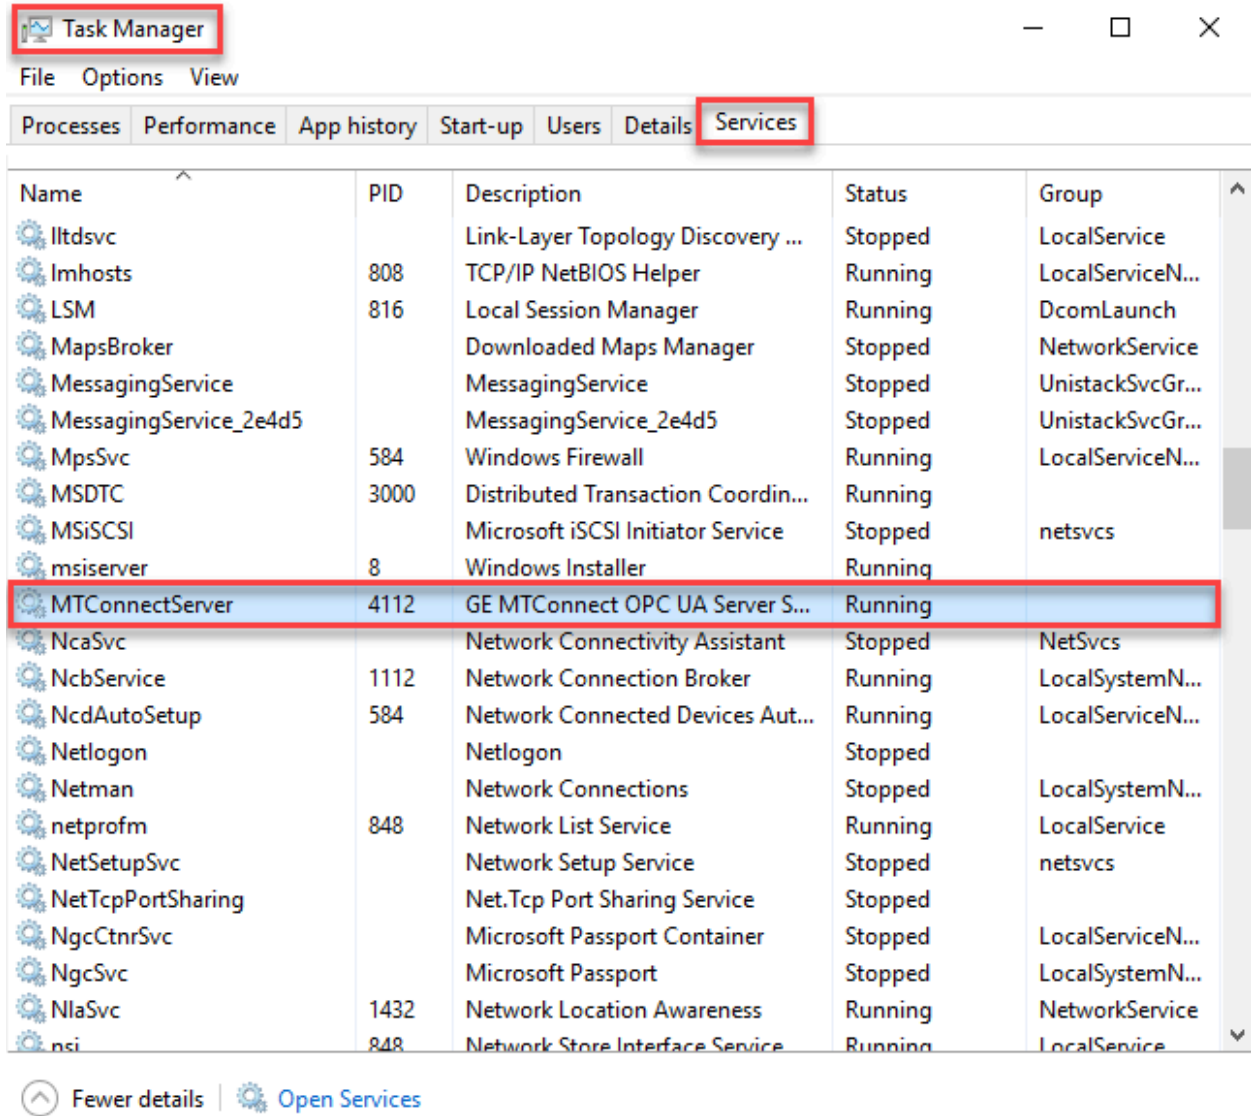 Task Manager
File Options View
Processes Performance App history Start-up Users Details Services
Name PID Description Status Group
lltdsvc Link-Layer Topology Discovery ... Stopped LocalService
lmhosts 808 TCP/IP NetBIOS Helper Running LocalServiceN...
LSM 816 Local Session Manager Running DcomLaunch
MapsBroker Downloaded Maps Manager Stopped NetworkService
MessagingService MessagingService Stopped UnistackSvcGr...
MessagingService_2e4d5 MessagingService_2e4d5 Stopped UnistackSvcGr...
MpsSvc 584 Windows Firewall Running LocalServiceN...
MSDTC 3000 Distributed Transaction Coordin... Running
MSiSCSI Microsoft iSCSI Initiator Service Stopped netsvcs
msiserver 8 Windows Installer Running
MTConnectServer 4112 GE MTConnect OPC UA Server S... Running
NcaSvc Network Connectivity Assistant Stopped NetSvcs
NcbService 1112 Network Connection Broker Running LocalSystemN...
NcdAutoSetup 584 Network Connected Devices Aut... Running LocalServiceN...
Netlogon Netlogon Stopped
Netman Network Connections Stopped LocalSystemN...
netprofm 848 Network List Service Running LocalService
NetSetupSvc Network Setup Service Stopped netsvcs
NetTcpPortSharing Net.Tcp Port Sharing Service Stopped
NgcCtnrSvc Microsoft Passport Container Stopped LocalServiceN...
NgcSvc Microsoft Passport Stopped LocalSystemN...
NlaSvc 1432 Network Location Awareness Running NetworkService
nsi 848 Network Store Interface Service Running LocalService
Fewer details Open Services